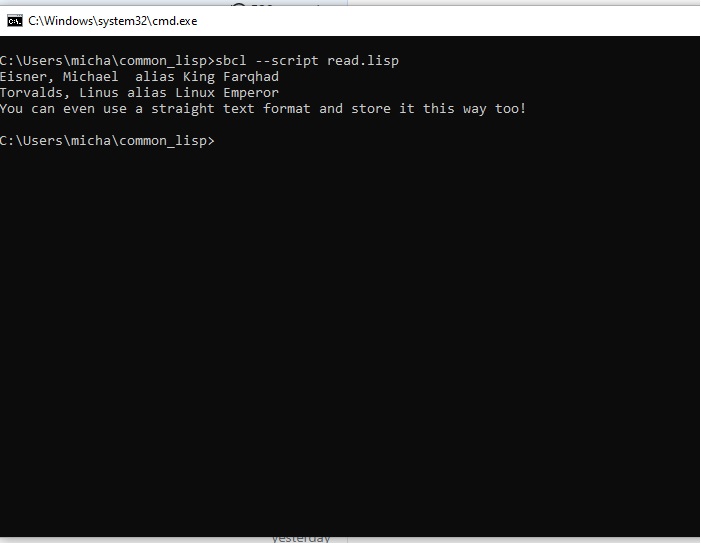 C:\Windows\system32\cmd.exe
C:\Users\micha\common_lisp>sbcl --script read.lisp
Eisner, Michael  alias King Farqhad
Torvalds, Linus alias Linux Emperor
You can even use a straight text format and store it this way too!
C:\Users\micha\common_lisp>
yesterday